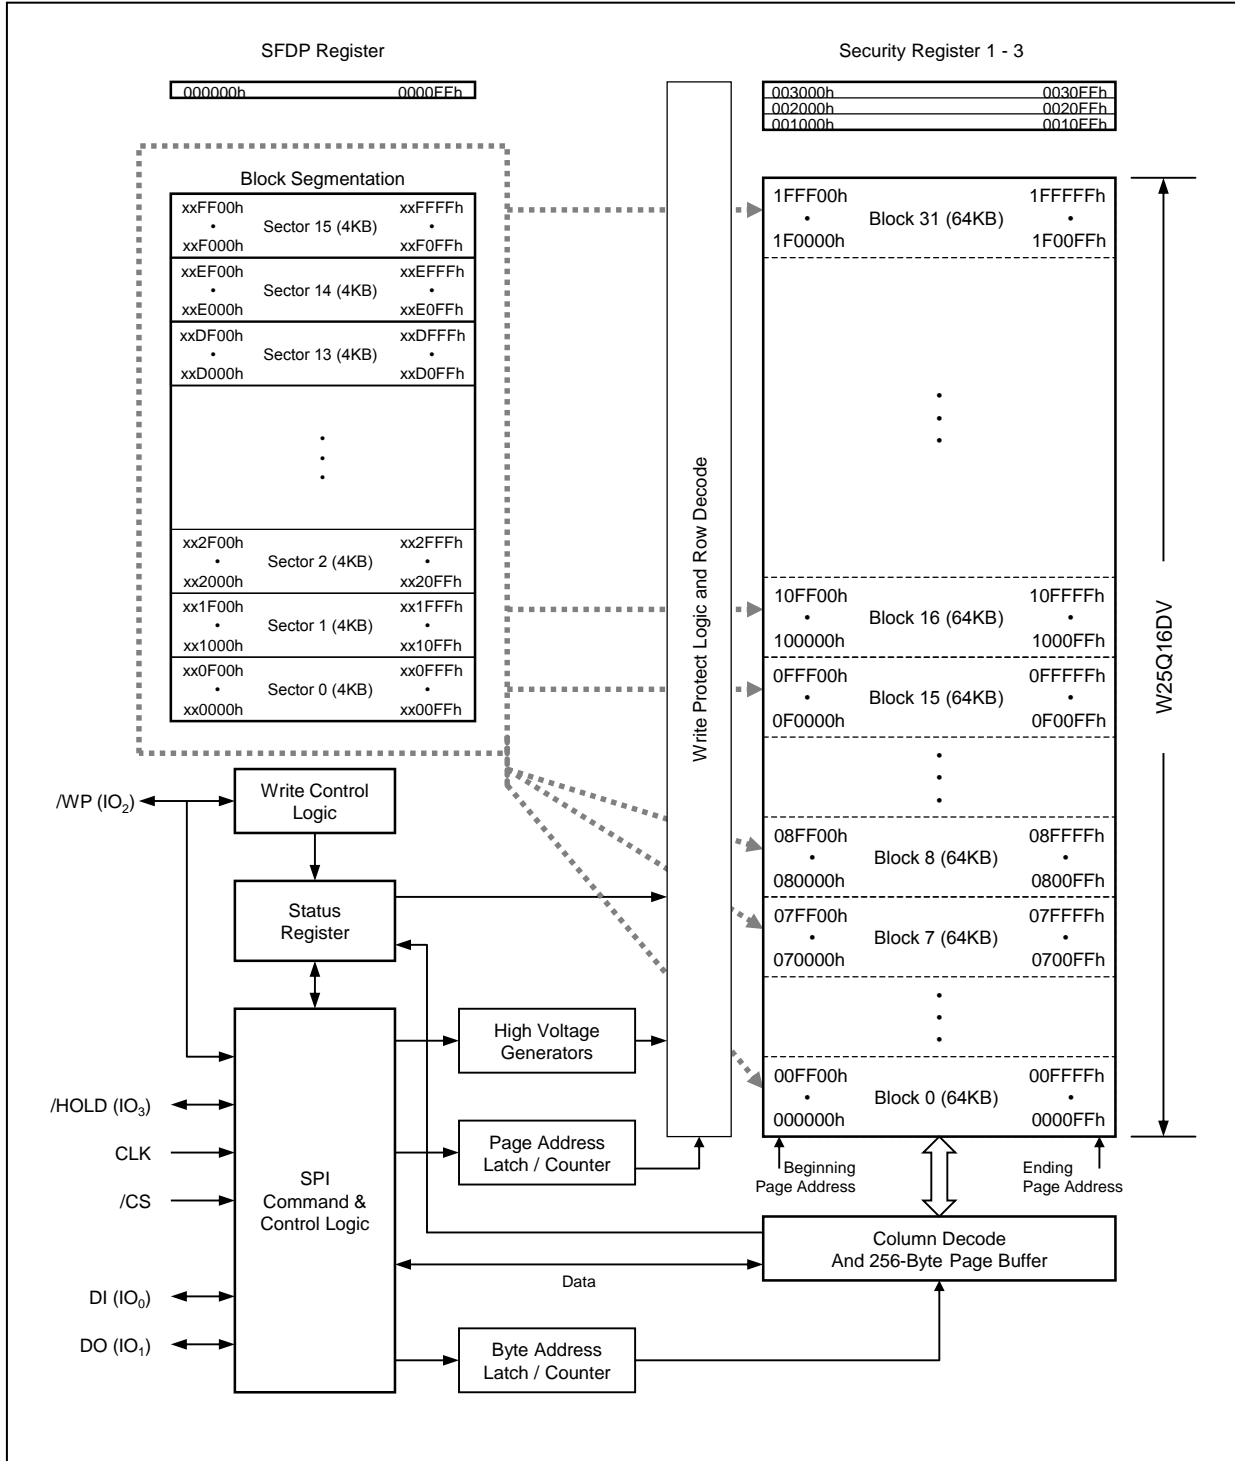 SFDP Register
000000h 0000FFh
Security Register 1 - 3
003000h 0030FFh
002000h 0020FFh
001000h 0010FFh
Block Segmentation
xxFF00h xxFFFFh
• Sector 15 (4KB) •
xxF000h xxF0FFh
xxEF00h xxEFFFh
• Sector 14 (4KB) •
xxE000h xxE0FFh
xxDF00h xxDFFFh
• Sector 13 (4KB) •
xxD000h xxD0FFh
xx2F00h xx2FFFh
• Sector 2 (4KB) •
xx2000h xx20FFh
xx1F00h xx1FFFh
• Sector 1 (4KB) •
xx1000h xx10FFh
xx0F00h xx0FFFh
• Sector 0 (4KB) •
xx0000h xx00FFh
Write Protect Logic and Row Decode
1FFF00h 1FFFFFh
• Block 31 (64KB) •
1F0000h 1F00FFh
10FF00h 10FFFFh
• Block 16 (64KB) •
100000h 1000FFh
0FFF00h 0FFFFFh
• Block 15 (64KB) •
0F0000h 0F00FFh
08FF00h 08FFFFh
• Block 8 (64KB) •
080000h 0800FFh
07FF00h 07FFFFh
• Block 7 (64KB) •
070000h 0700FFh
00FF00h 00FFFFh
• Block 0 (64KB) •
000000h 0000FFh
W25Q16DV
Beginning
Page Address
Ending
Page Address
/WP (IO₂)
Write Control
Logic
Status
Register
High Voltage
Generators
/HOLD (IO₃)
CLK
/CS
DI (IO₀)
DO (IO₁)
SPI
Command &
Control Logic
Page Address
Latch / Counter
Column Decode
And 256-Byte Page Buffer
Data
Byte Address
Latch / Counter